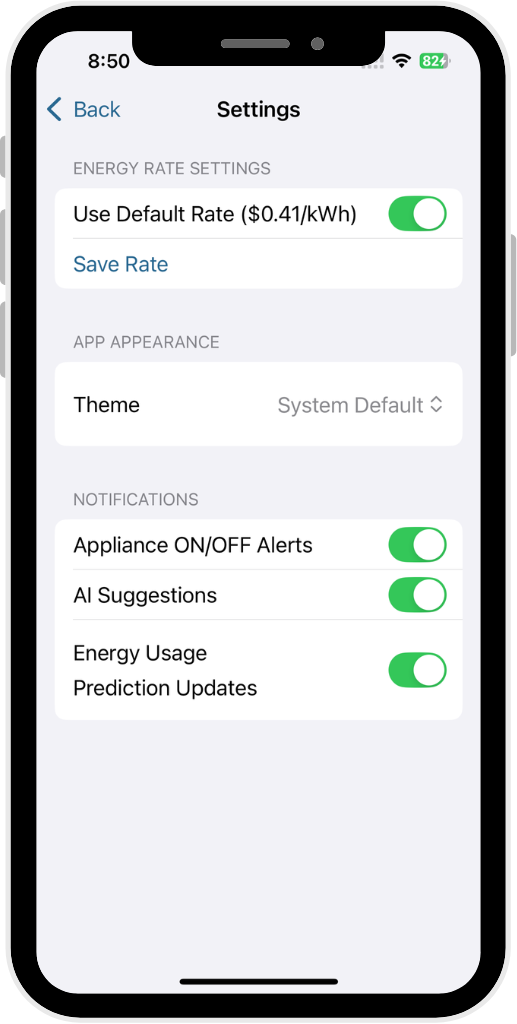 8:50
82
Back
Settings
ENERGY RATE SETTINGS
Use Default Rate ($0.41/kWh)
Save Rate
APP APPEARANCE
Theme
System Default
NOTIFICATIONS
Appliance ON/OFF Alerts
AI Suggestions
Energy Usage
Prediction Updates